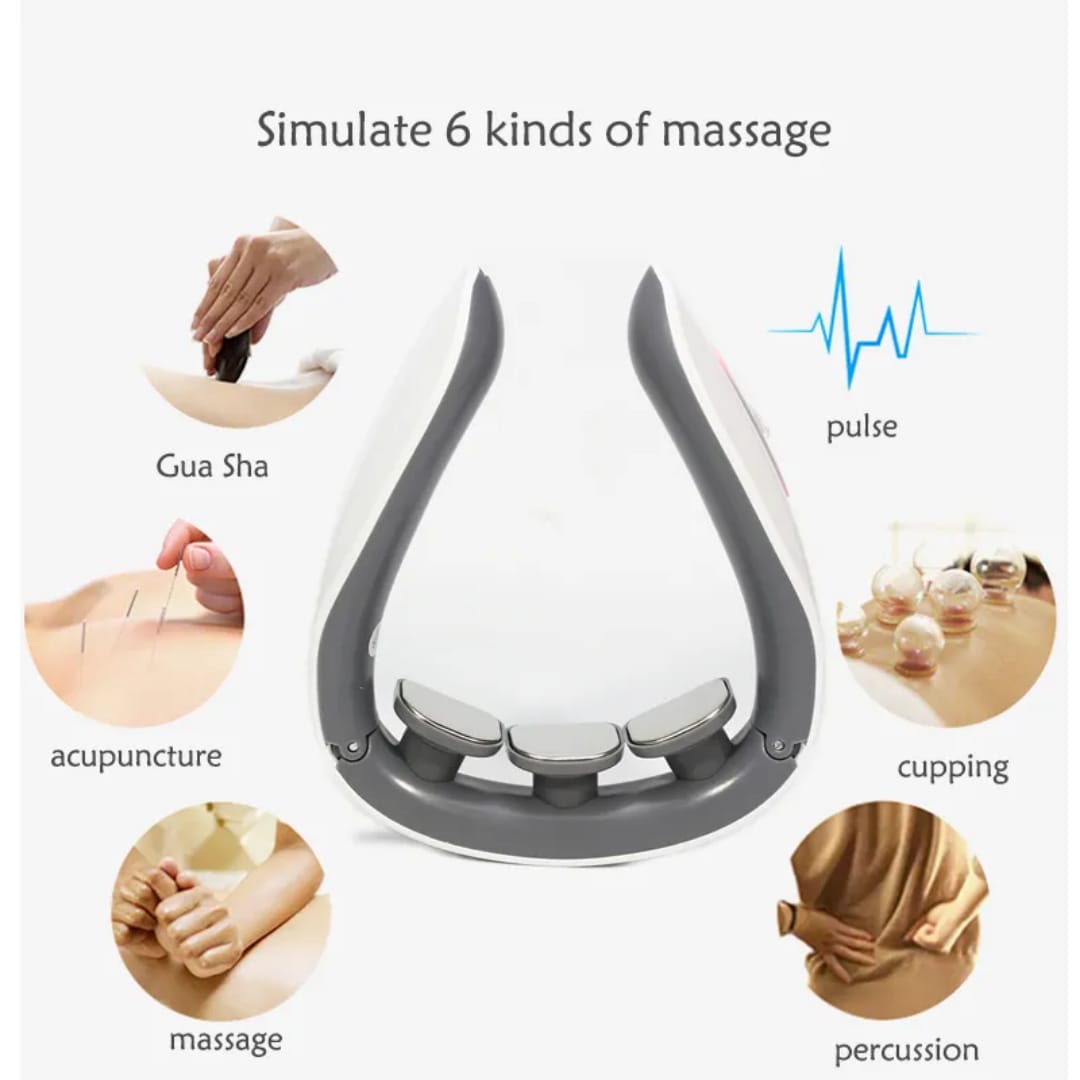 Simulate 6 kinds of massage
Gua Sha
pulse
acupuncture
cupping
massage
percussion